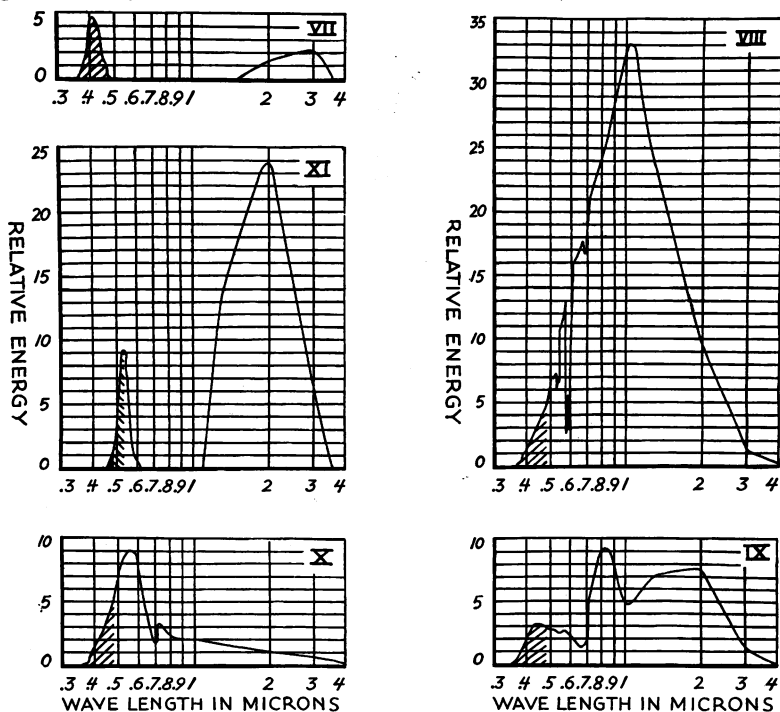 VII
5
0
.3 .4 .5 .6 .7 .8 .9 1 2 3 4
XI
25
20
15
10
5
0
.3 .4 .5 .6 .7 .8 .9 1 2 3 4
RELATIVE ENERGY
X
10
5
0
.3 .4 .5 .6 .7 .8 .9 1 2 3 4
WAVE LENGTH IN MICRONS
VIII
35
30
25
20
15
10
5
0
.3 .4 .5 .6 .7 .8 .9 1 2 3 4
RELATIVE ENERGY
IX
10
5
0
.3 .4 .5 .6 .7 .8 .9 1 2 3 4
WAVE LENGTH IN MICRONS